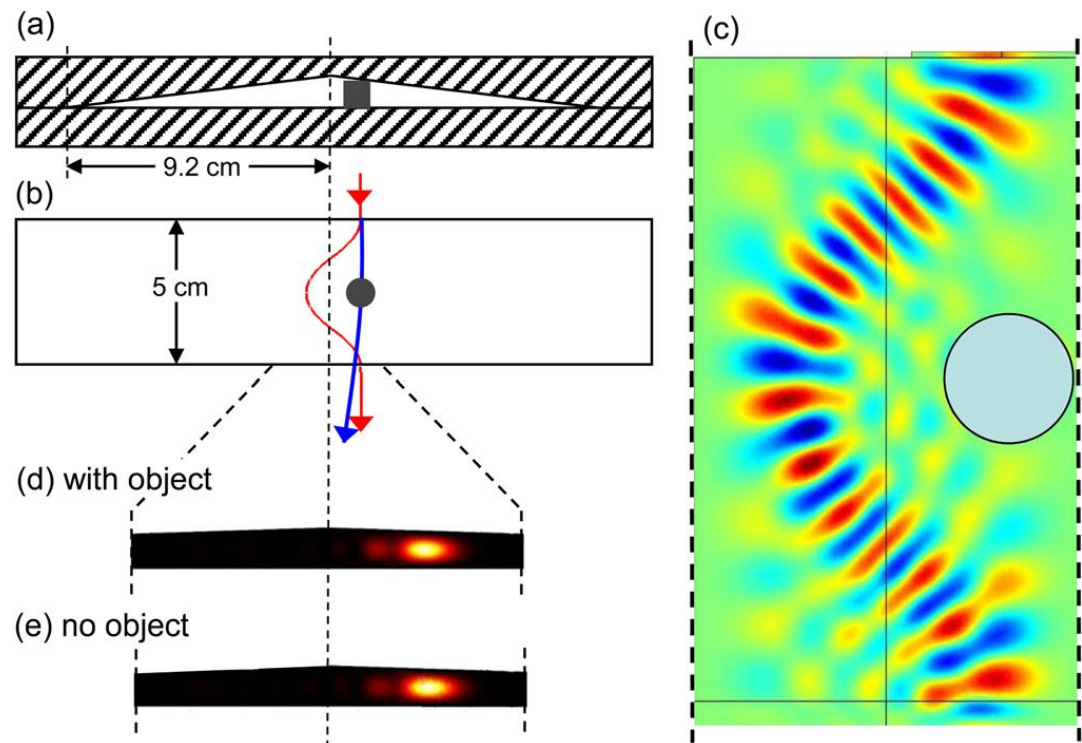 (a)
(c)
9.2 cm
(b)
5 cm
(d) with object
(e) no object